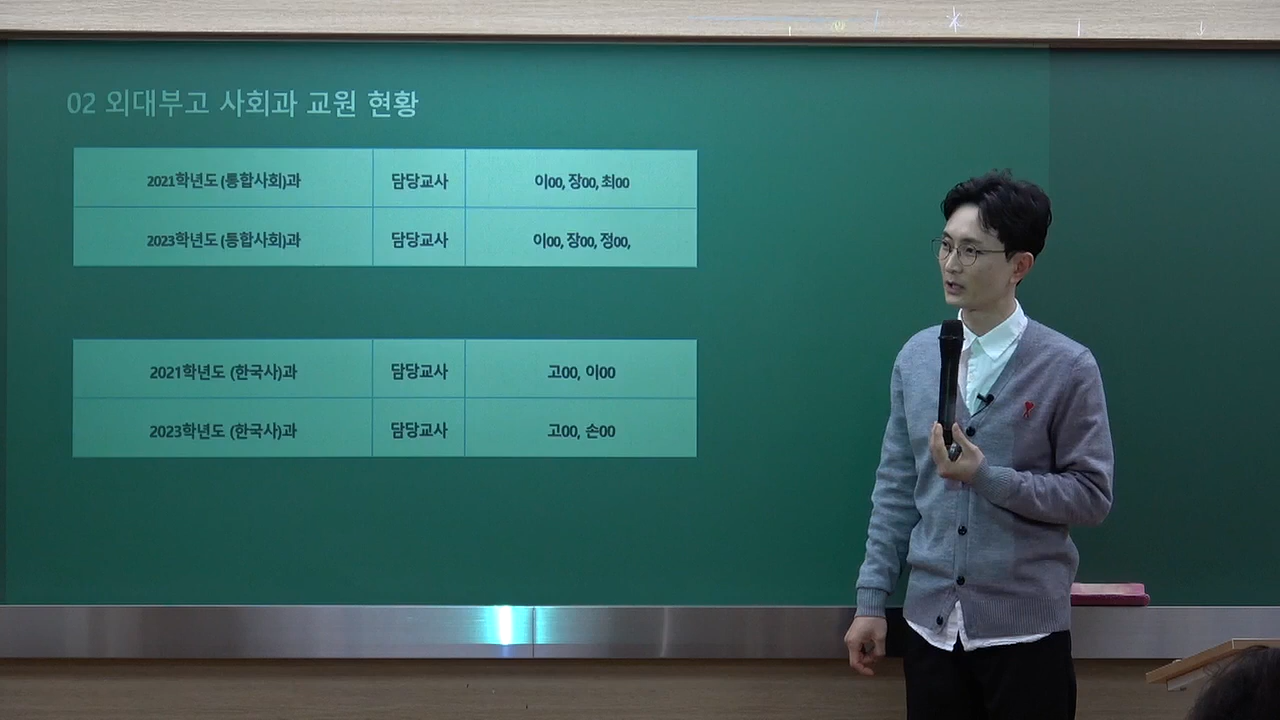 02 외대부고 사회과 교원 현황
2021학년도 (통합사회)과 담당교사 이00, 장00, 최00
2023학년도 (통합사회)과 담당교사 이00, 장00, 정00,
2021학년도 (한국사)과 담당교사 고00, 이00
2023학년도 (한국사)과 담당교사 고00, 손00